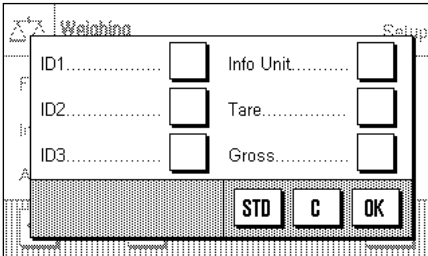 Weighing Setup
ID1.................. Info Unit............
ID2.................. Tare...................
ID3.................. Gross.................
STD C OK